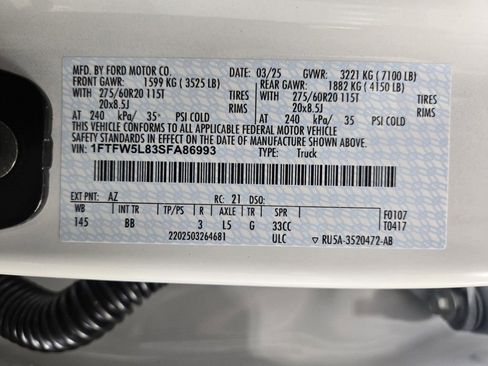 MFD. BY FORD MOTOR CO. DATE: 03/25 GVWR: 3221 KG ( 7100 LB)
FRONT GAWR: 1599 KG ( 3525 LB) REAR GAWR: 1882 KG ( 4150 LB)
WITH 275/60R20 115T TIRES WITH 275/60R20 115T TIRES
20x8.5J RIMS 20x8.5J RIMS
AT 240 kPa/ 35 PSI COLD AT 240 kPa/ 35 PSI COLD
THIS VEHICLE CONFORMS TO ALL APPLICABLE FEDERAL MOTOR VEHICLE
SAFETY STANDARDS IN EFFECT ON THE DATE OF MANUFACTURE SHOWN ABOVE.
VIN: 1FTFW5L83SFA86993 TYPE: Truck
EXT PNT: AZ RC: 21 DSO:
WB INT TR TP/PS R AXLE TR SPR F0107
145 BB 3 L5 G 33CC T0417
2202503264681 ULC ▽ RU5A-3520472-AB